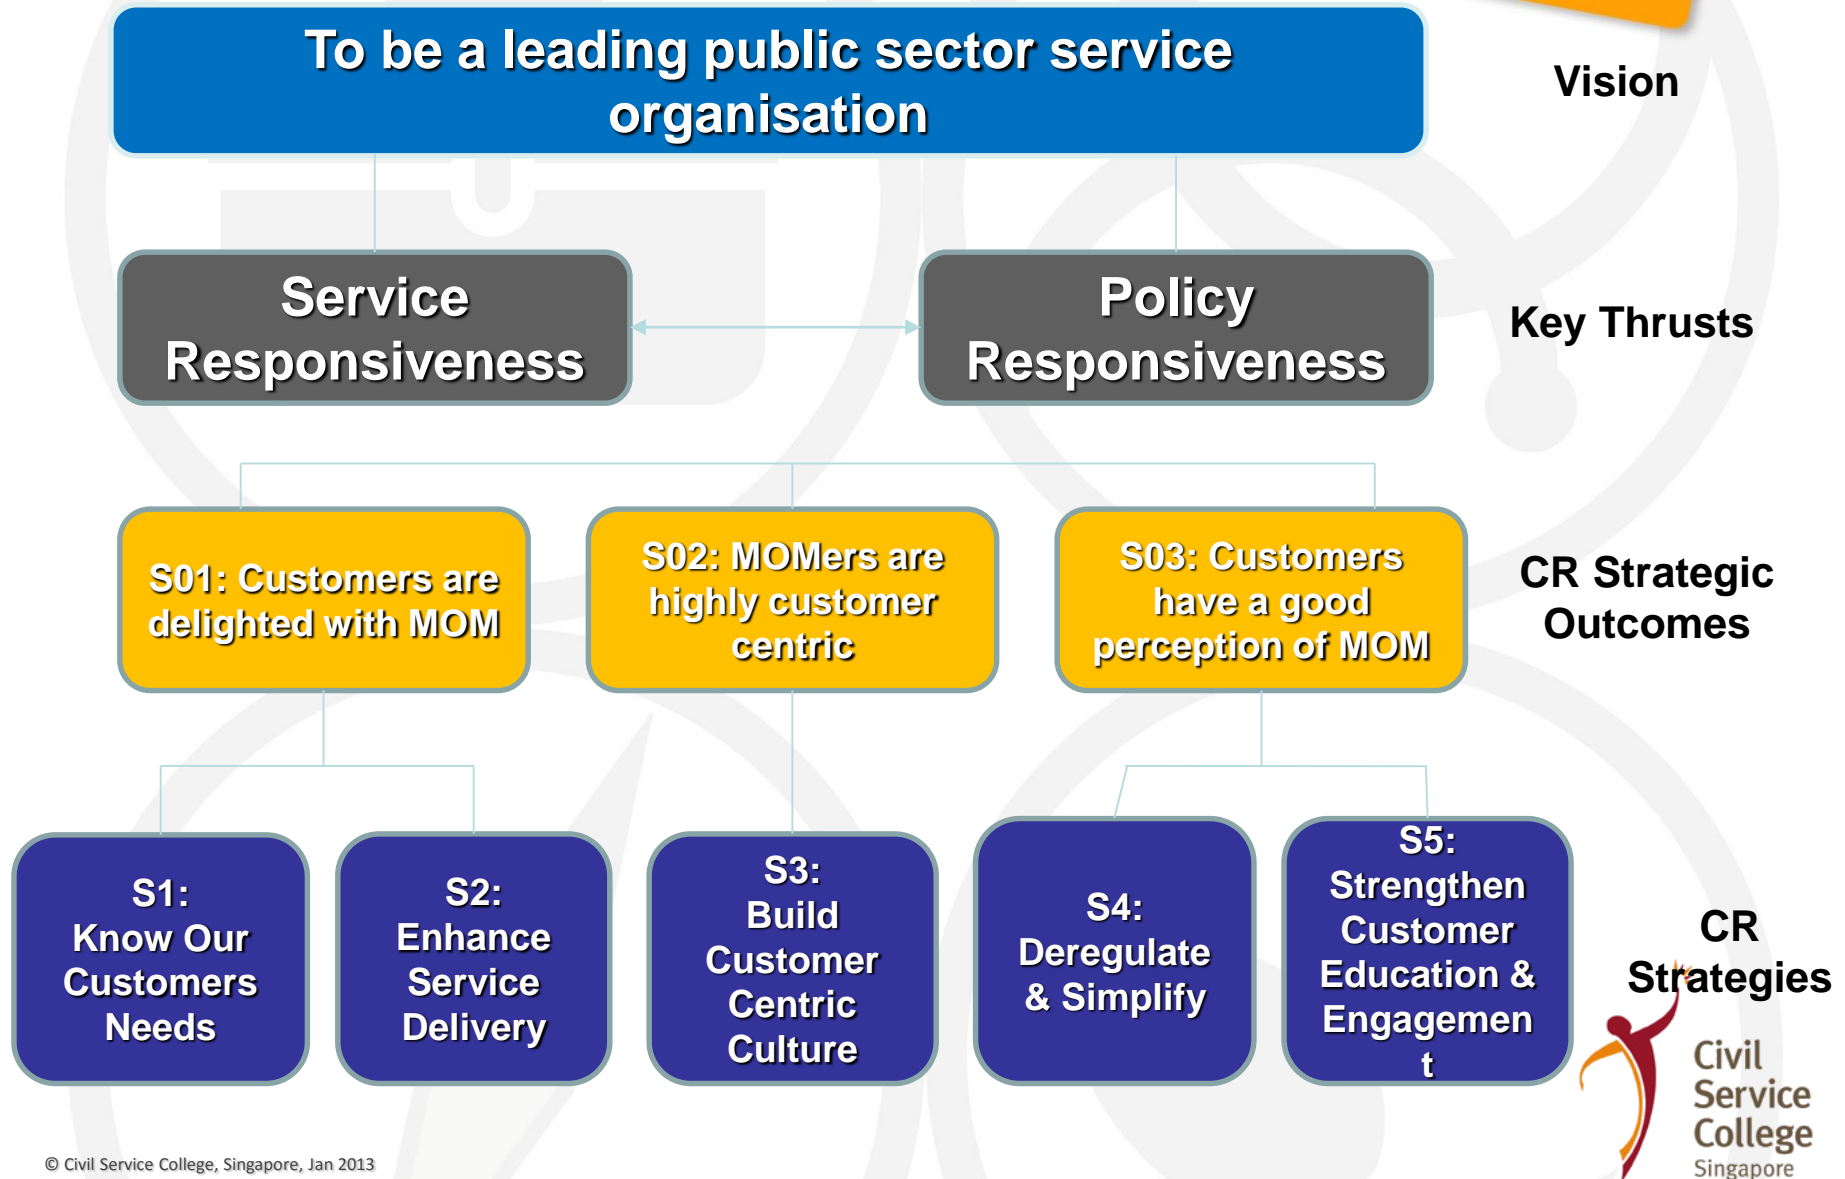 To be a leading public sector service
organisation
Vision
Service
Responsiveness
Policy
Responsiveness
Key Thrusts
S01: Customers are
delighted with MOM
S02: MOMers are
highly customer
centric
S03: Customers
have a good
perception of MOM
CR Strategic
Outcomes
S1:
Know Our
Customers
Needs
S2:
Enhance
Service
Delivery
S3:
Build
Customer
Centric
Culture
S4:
Deregulate
& Simplify
S5:
Strengthen
Customer
Education &
Engagemen
t
CR
Strategies
Civil
Service
College
Singapore
© Civil Service College, Singapore, Jan 2013